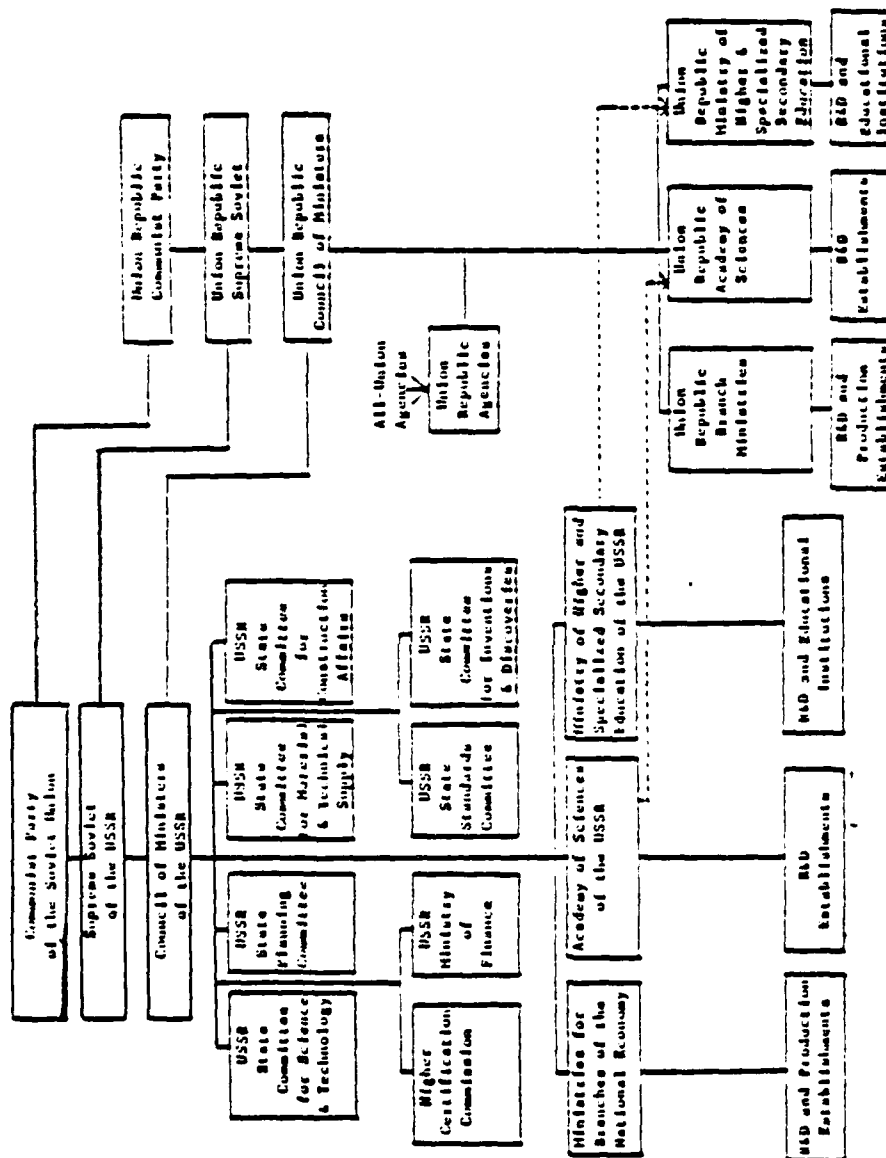 Communist Party
of the Soviet Union
Supreme Soviet
of the USSR
Council of Ministers
of the USSR
Union Republic
Communist Party
Union Republic
Supreme Soviet
Union Republic
Council of Ministers
USSR
State
Committee
for Science
& Technology
USSR
State
Planning
Committee
USSR
State
Committee
for Material
& Technical
Supply
USSR
State
Committee
for
Construction
Affairs
Higher
Certification
Commission
USSR
Ministry
of
Finance
USSR
State
Standards
Committee
USSR
State
Committee
for Inventions
& Discoveries
All-Union
Agencies
Union
Republic
Agencies
Ministries for
Branches of the
National Economy
Academy of Sciences
of the USSR
Ministry of Higher and
Specialized Secondary
Education of the USSR
Union
Republic
Branch
Ministries
Union
Republic
Academy of
Sciences
Union
Republic
Ministry of
Higher &
Specialized
Secondary
Education
R&D and Production
Establishments
R&D
Establishments
R&D and Educational
Institutions
R&D and
Production
Establishments
R&D
Establishments
R&D and
Educational
Institutions